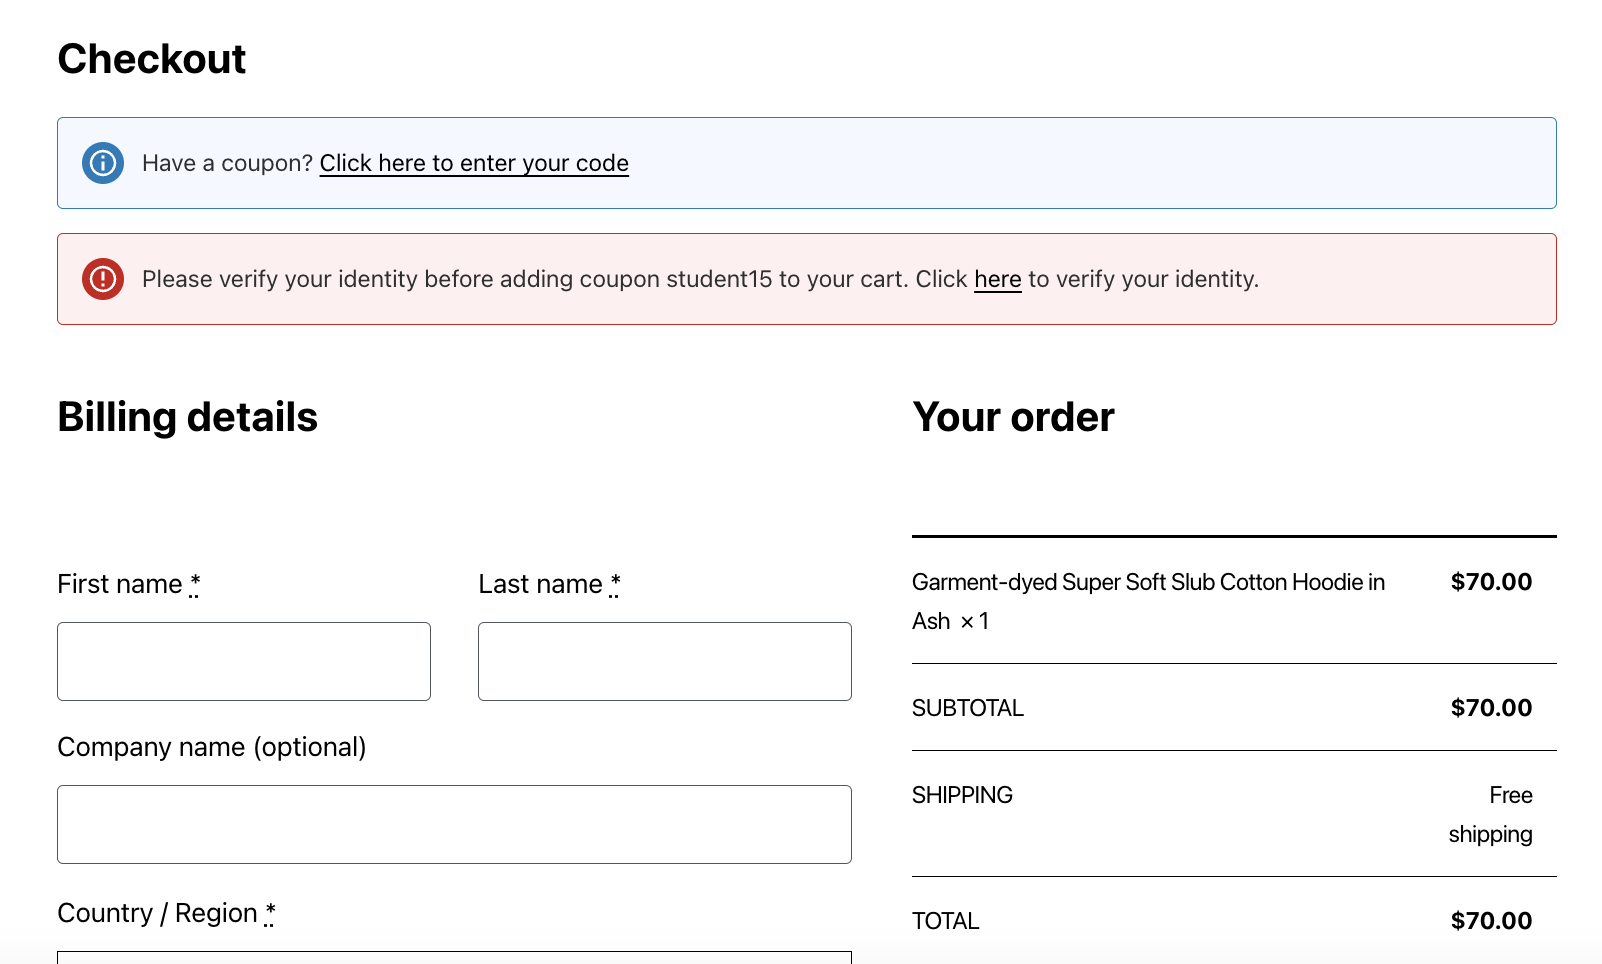 Checkout
Have a coupon? Click here to enter your code
Please verify your identity before adding coupon student15 to your cart. Click here to verify your identity.
Billing details
First name *
Last name *
Company name (optional)
Country / Region *
Your order
Garment-dyed Super Soft Slub Cotton Hoodie in
Ash × 1
$70.00
SUBTOTAL
$70.00
SHIPPING
Free
shipping
TOTAL
$70.00